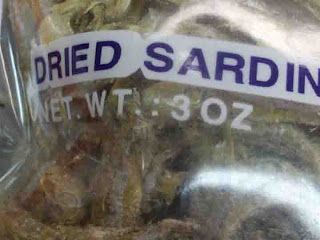 DRIED SARDIN
NET. WT. : 3 OZ